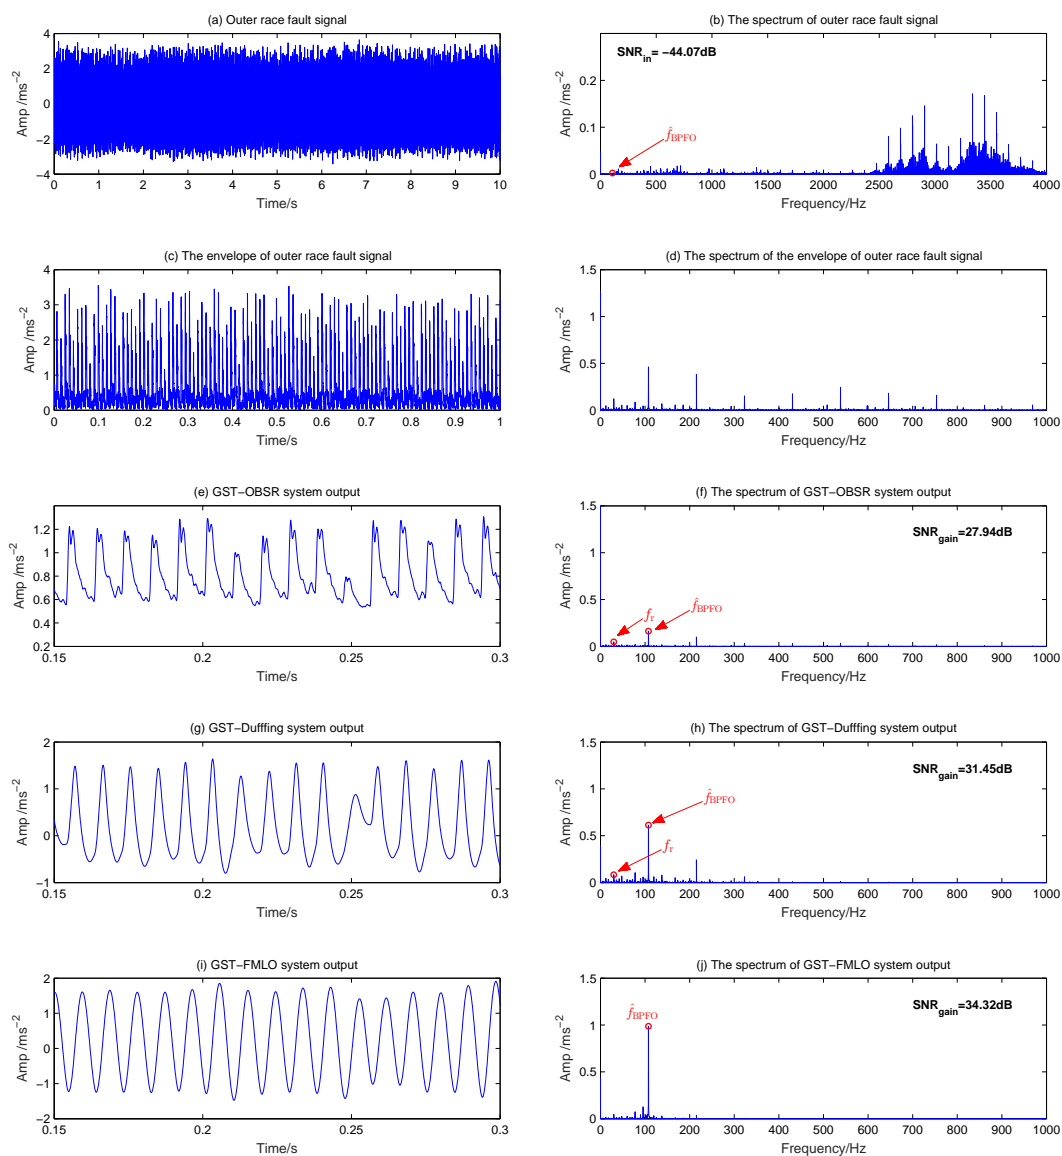 (a) Outer race fault signal
Amp /ms−2
4
2
0
−2
−4
0 1 2 3 4 5 6 7 8 9 10
Time/s
(b) The spectrum of outer race fault signal
SNRin= −44.07dB
f̂BPFO
Amp /ms−2
0.2
0.1
0
0 500 1000 1500 2000 2500 3000 3500 4000
Frequency/Hz
(c) The envelope of outer race fault signal
Amp /ms−2
4
3
2
1
0
0 0.1 0.2 0.3 0.4 0.5 0.6 0.7 0.8 0.9 1
Time/s
(d) The spectrum of the envelope of outer race fault signal
Amp /ms−2
1.5
1
0.5
0
0 100 200 300 400 500 600 700 800 900 1000
Frequency/Hz
(e) GST−OBSR system output
Amp /ms−2
1.2
1.0
0.8
0.6
0.4
0.2
0.15 0.2 0.25 0.3
Time/s
(f) The spectrum of GST−OBSR system output
SNRgain=27.94dB
fr
f̂BPFO
Amp /ms−2
1.5
1
0.5
0
0 100 200 300 400 500 600 700 800 900 1000
Frequency/Hz
(g) GST−Dufffing system output
Amp /ms−2
2
1
0
−1
0.15 0.2 0.25 0.3
Time/s
(h) The spectrum of GST−Dufffing system output
SNRgain=31.45dB
f̂BPFO
fr
Amp /ms−2
1.5
1
0.5
0
0 100 200 300 400 500 600 700 800 900 1000
Frequency/Hz
(i) GST−FMLO system output
Amp /ms−2
2
1
0
−1
−2
0.15 0.2 0.25 0.3
Time/s
(j) The spectrum of GST−FMLO system output
SNRgain=34.32dB
f̂BPFO
Amp /ms−2
1.5
1
0.5
0
0 100 200 300 400 500 600 700 800 900 1000
Frequency/Hz